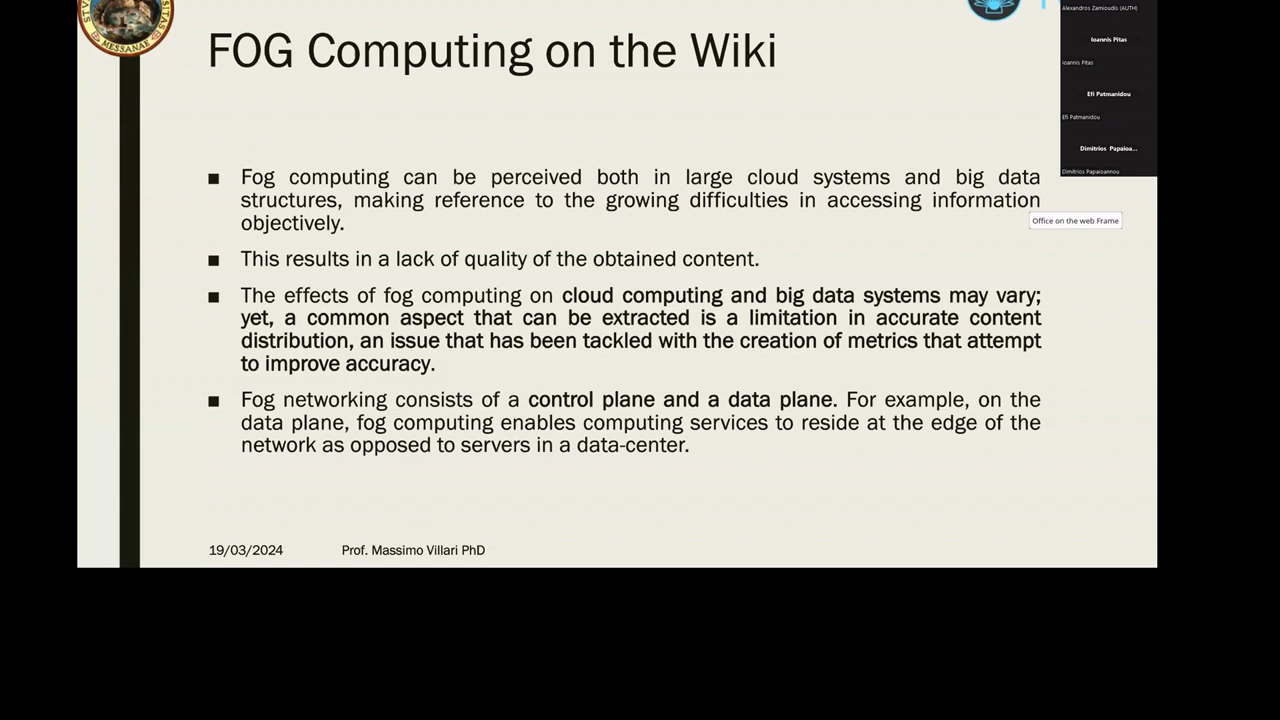 FOG Computing on the Wiki
Fog computing can be perceived both in large cloud systems and big data
structures, making reference to the growing difficulties in accessing information
objectively.
This results in a lack of quality of the obtained content.
The effects of fog computing on cloud computing and big data systems may vary;
yet, a common aspect that can be extracted is a limitation in accurate content
distribution, an issue that has been tackled with the creation of metrics that attempt
to improve accuracy.
Fog networking consists of a control plane and a data plane. For example, on the
data plane, fog computing enables computing services to reside at the edge of the
network as opposed to servers in a data-center.
19/03/2024
Prof. Massimo Villari PhD
MESSANAE
Alexandros Zamioudis (AUTH)
Ioannis Pitas
Ioannis Pitas
Efi Patmanidou
Efi Patmanidou
Dimitrios Papaioa...
Dimitrios Papaioannou
Office on the web Frame